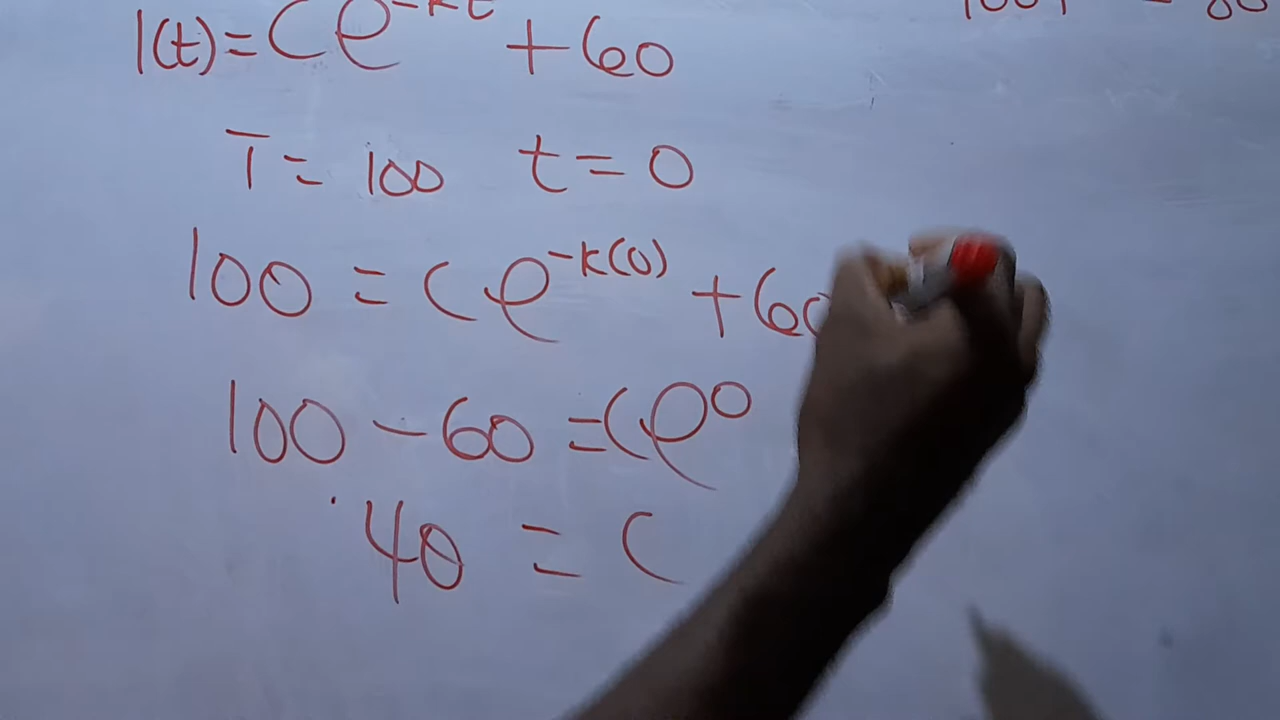 T(t) = Ce^{-kt} + 60
T = 100 t = 0
100 = Ce^{-k(0)} + 60
100 - 60 = Ce^0
40 = C